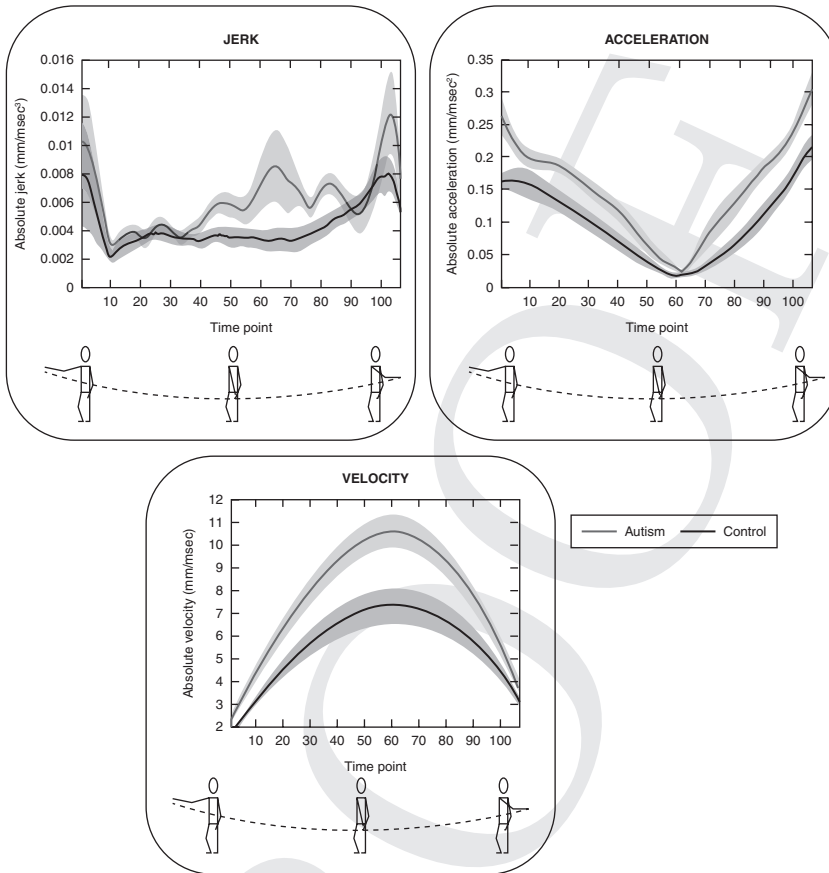 JERK
0.016
0.014
0.012
0.01
0.008
0.006
0.004
0.002
0
Absolute jerk (mm/msec³)
10 20 30 40 50 60 70 80 90 100
Time point
ACCELERATION
0.35
0.3
0.25
0.2
0.15
0.1
0.05
0
Absolute acceleration (mm/msec²)
10 20 30 40 50 60 70 80 90 100
Time point
VELOCITY
12
11
10
9
8
7
6
5
4
3
2
Absolute velocity (mm/msec)
10 20 30 40 50 60 70 80 90 100
Time point
Autism Control